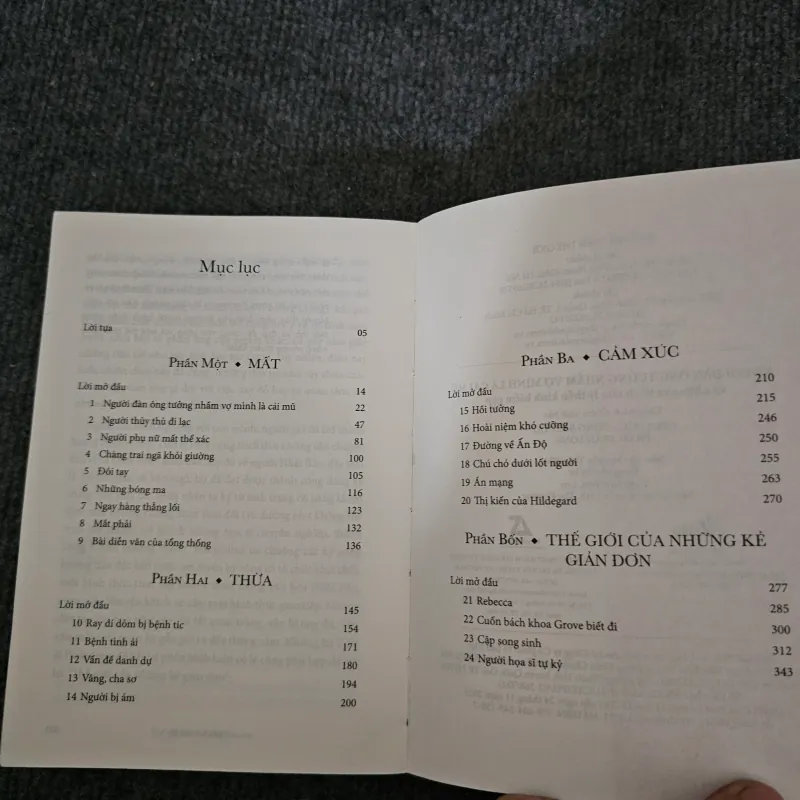 Mục lục
Lời tựa 05
Phần Một ◆ MẤT
Lời mở đầu 14
1 Người đàn ông tưởng nhầm vợ mình là cái mũ 22
2 Người thủy thủ đi lạc 47
3 Người phụ nữ mất thể xác 81
4 Chàng trai ngã khỏi giường 100
5 Đôi tay 105
6 Những bóng ma 116
7 Ngay hàng thẳng lối 123
8 Mắt phải 132
9 Bài diễn văn của tổng thống 136
Phần Hai ◆ THỪA
Lời mở đầu 145
10 Ray dí dỏm bị bệnh tic 154
11 Bệnh tình ái 171
12 Vấn đề danh dự 180
13 Vâng, cha sơ 194
14 Người bị ám 200
Phần Ba ◆ CẢM XÚC
Lời mở đầu 210
15 Hồi tưởng 215
16 Hoài niệm khó cưỡng 246
17 Đường về Ấn Độ 250
18 Chú chó dưới lốt người 255
19 Án mạng 263
20 Thị kiến của Hildegard 270
Phần Bốn ◆ THẾ GIỚI CỦA NHỮNG KẺ
GIẢN ĐƠN
Lời mở đầu 277
21 Rebecca 285
22 Cuốn bách khoa Grove biết đi 300
23 Cặp song sinh 312
24 Người họa sĩ tự kỷ 343